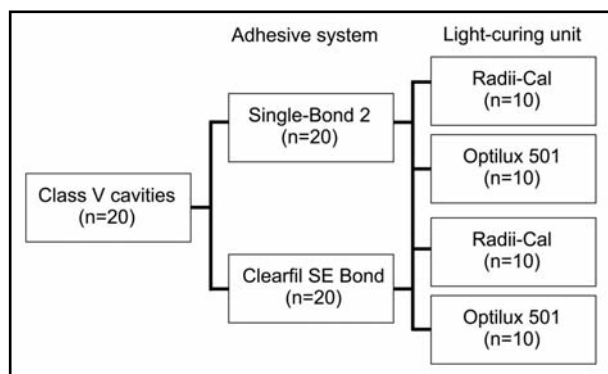 Adhesive system
Light-curing unit
Class V cavities
(n=20)
Single-Bond 2
(n=20)
Clearfil SE Bond
(n=20)
Radii-Cal
(n=10)
Optilux 501
(n=10)
Radii-Cal
(n=10)
Optilux 501
(n=10)